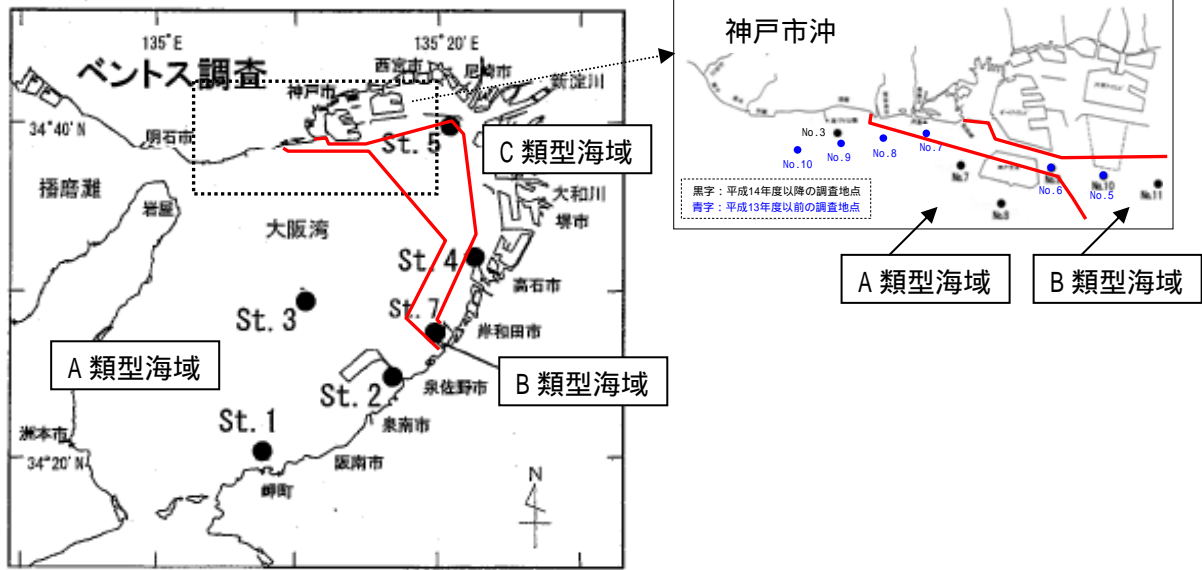 135°E
135°20' E
ベントス調査
西宮市
尼崎市
新淀川
神戸市
34°40' N
明石市
St. 5
C 類型海域
播磨灘
岩屋
大和川
堺市
大阪湾
St. 4
高石市
St. 3
St. 7
岸和田市
A 類型海域
B 類型海域
St. 2
泉佐野市
St. 1
泉南市
洲本市
34°20' N
阪南市
岬町
N
神戸市沖
No.3
No.10
No.9
No.8
No.7
No.7
No.6
No.10
No.5
No.11
No.8
黒字：平成14年度以降の調査地点
青字：平成13年度以前の調査地点
A 類型海域
B 類型海域